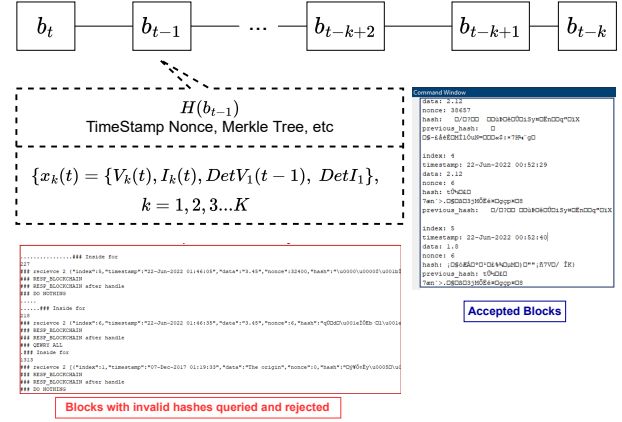 b_t b_{t-1} ... b_{t-k+2} b_{t-k+1} b_{t-k}
H(b_{t-1})
TimeStamp Nonce, Merkle Tree, etc
{x_k(t) = {V_k(t), I_k(t), DetV_1(t-1), DetI_1},
k = 1, 2, 3...K
Command Window
data: 2.12
nonce: 38657
hash:
previous_hash:
index: 4
timestamp: 22-Jun-2022 00:52:29
data: 2.12
nonce: 6
hash:
previous_hash:
index: 5
timestamp: 22-Jun-2022 00:52:40
data: 1.8
nonce: 6
hash:
previous_hash:
Accepted Blocks
................### Inside for
227
### recievce 2 {"index":5,"timestamp":"22-Jun-2022 01:46:05","data":"3.45","nonce":32400,"hash":
### RESP_BLOCKCHAIN
### RESP_BLOCKCHAIN after handle
### DO NOTHING
.....
......### Inside for
218
### recievce 2 {"index":6,"timestamp":"22-Jun-2022 01:46:35","data":"3.45","nonce":6,"hash":
### RESP_BLOCKCHAIN
### RESP_BLOCKCHAIN after handle
### QEWRY ALL
.### Inside for
1313
### recievce 2 [{"index":1,"timestamp":"07-Dec-2017 01:19:33","data":"The origin","nonce":0,"hash":
### RESP_BLOCKCHAIN
### RESP_BLOCKCHAIN after handle
### DO NOTHING
Blocks with invalid hashes queried and rejected